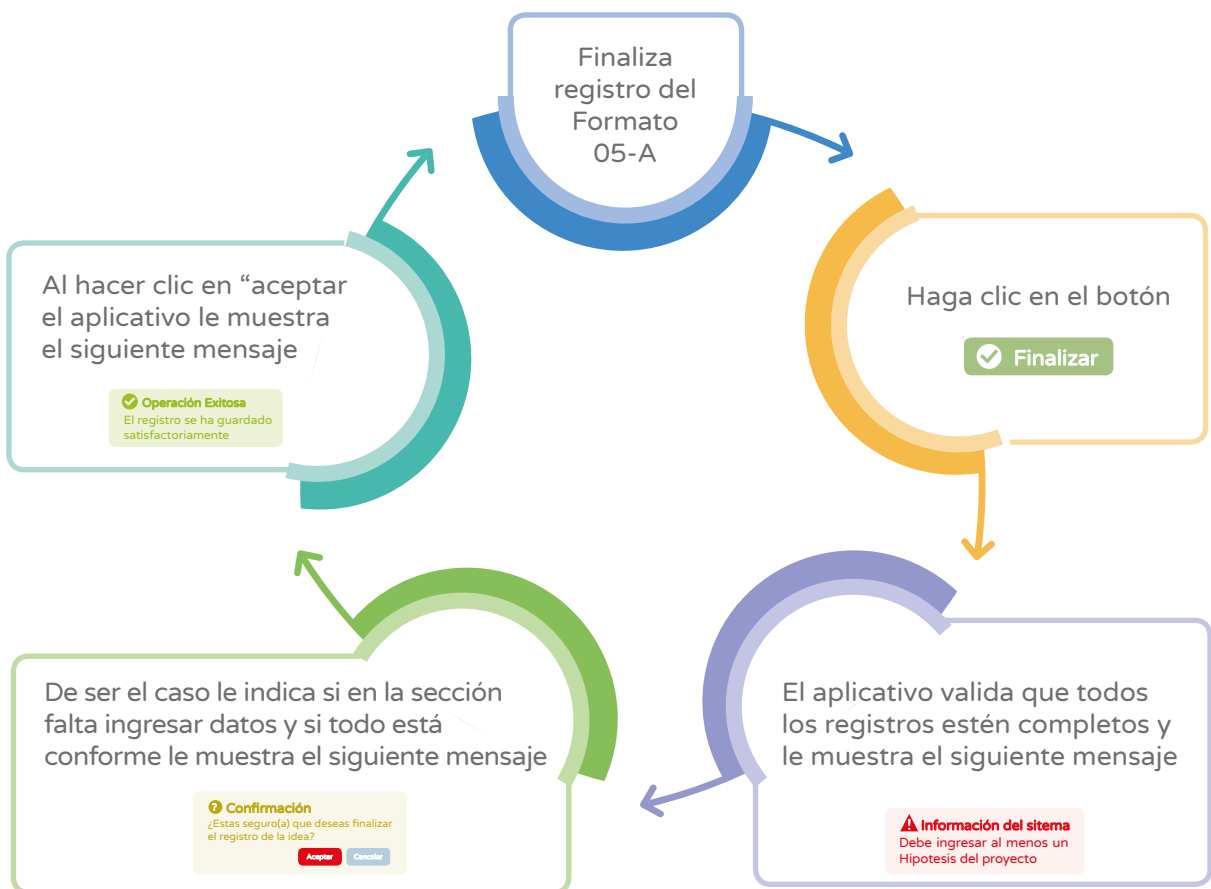 Finaliza
registro del
Formato
05-A
Haga clic en el botón
Finalizar
El aplicativo valida que todos
los registros estén completos y
le muestra el siguiente mensaje
Información del sitema
Debe ingresar al menos un
Hipotesis del proyecto
De ser el caso le indica si en la sección
falta ingresar datos y si todo está
conforme le muestra el siguiente mensaje
Confirmación
¿Estas seguro(a) que deseas finalizar
el registro de la idea?
Aceptar Cancelar
Al hacer clic en “aceptar
el aplicativo le muestra
el siguiente mensaje
Operación Exitosa
El registro se ha guardado
satisfactoriamente